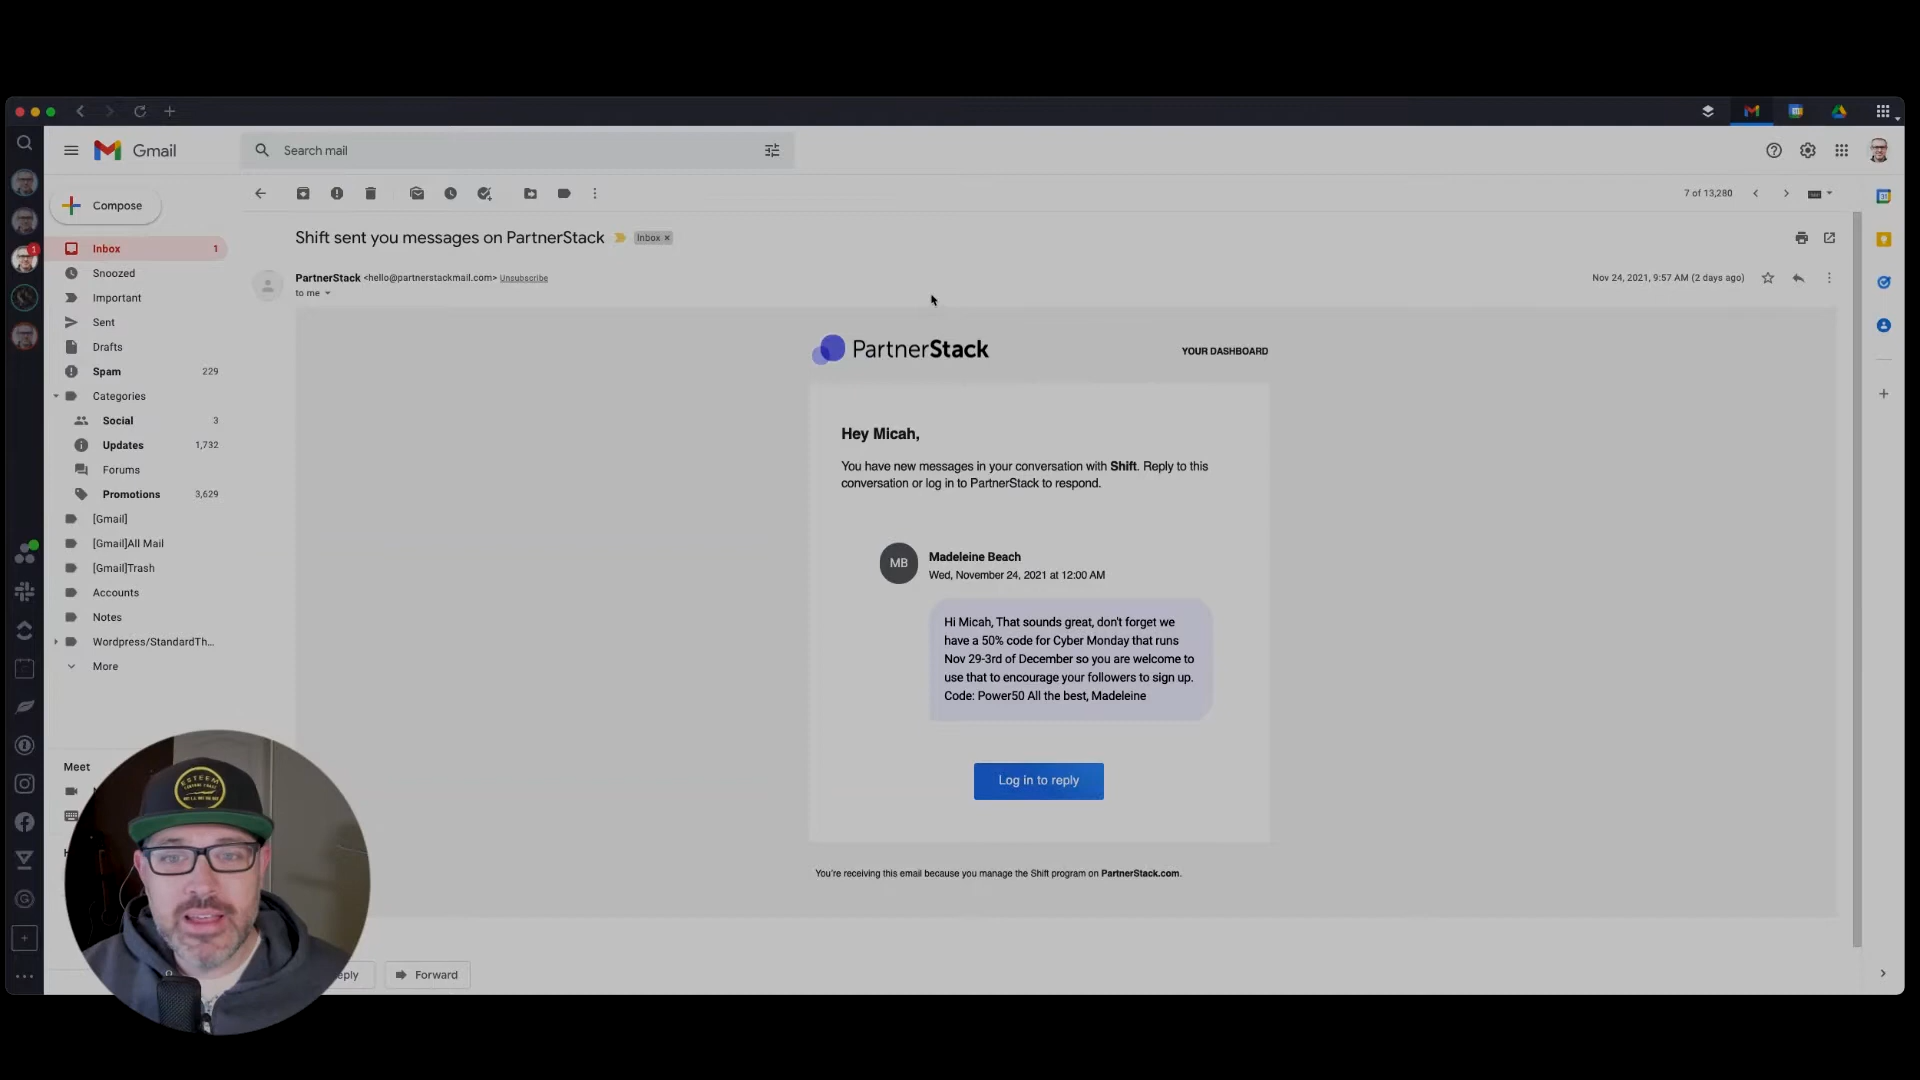 Gmail
Search mail
Compose
7 of 13,280
Inbox 1
Snoozed
Important
Sent
Drafts
Spam 229
Categories
Social 3
Updates 1,732
Forums
Promotions 3,629
[Gmail]
[Gmail]All Mail
[Gmail]Trash
Accounts
Notes
Wordpress/StandardTh...
More
Meet
1
Shift sent you messages on PartnerStack
Inbox ×
PartnerStack <hello@partnerstackmail.com> Unsubscribe
Nov 24, 2021, 9:57 AM (2 days ago)
to me
PartnerStack
YOUR DASHBOARD
Hey Micah,
You have new messages in your conversation with Shift. Reply to this
conversation or log in to PartnerStack to respond.
MB
Madeleine Beach
Wed, November 24, 2021 at 12:00 AM
Hi Micah, That sounds great, don't forget we
have a 50% code for Cyber Monday that runs
Nov 29-3rd of December so you are welcome to
use that to encourage your followers to sign up.
Code: Power50 All the best, Madeleine
Log in to reply
You're receiving this email because you manage the Shift program on PartnerStack.com.
Forward
ESTEEM